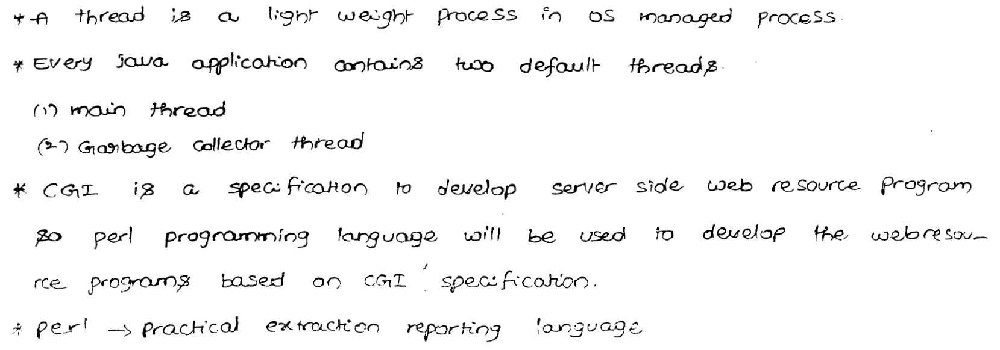 * A thread is a light weight process in OS managed process.
* Every java application contains two default threads.
(1) main thread
(2) Garbage collector thread
* CGI is a specification to develop server side web resource program
so perl programming language will be used to develop the webresou-
rce programs based on CGI specification.
* perl → practical extraction reporting language